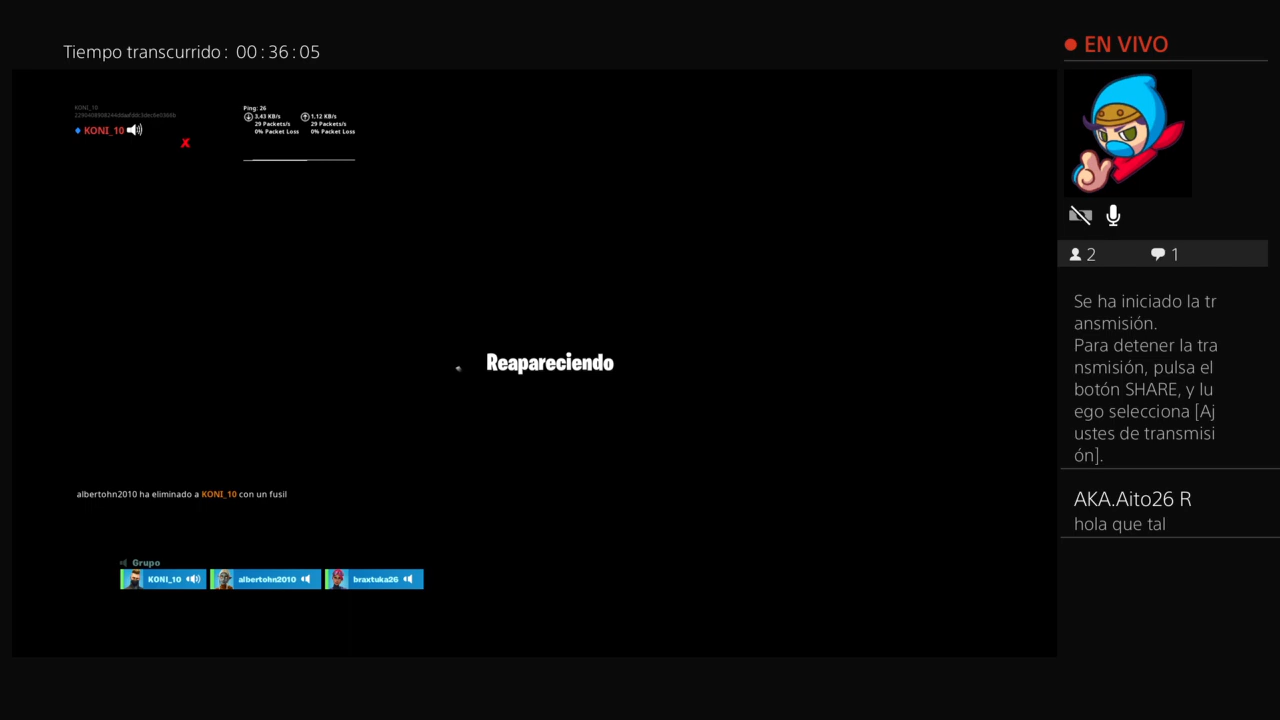 Tiempo transcurrido : 00 : 36 : 05
EN VIVO
KONI_10
KONI_10
X
Ping: 26
3,43 KB/s
29 Packets/s
0% Packet Loss
1,12 KB/s
29 Packets/s
0% Packet Loss
2
1
Se ha iniciado la tr
ansmisión.
Para detener la tra
nsmisión, pulsa el
botón SHARE, y lu
ego selecciona [Aj
ustes de transmisi
ón].
Reapareciendo
albertohn2010 ha eliminado a KONI_10 con un fusil
AKA.Aito26 R
hola que tal
Grupo
KONI_10
albertohn2010
braxtuka26